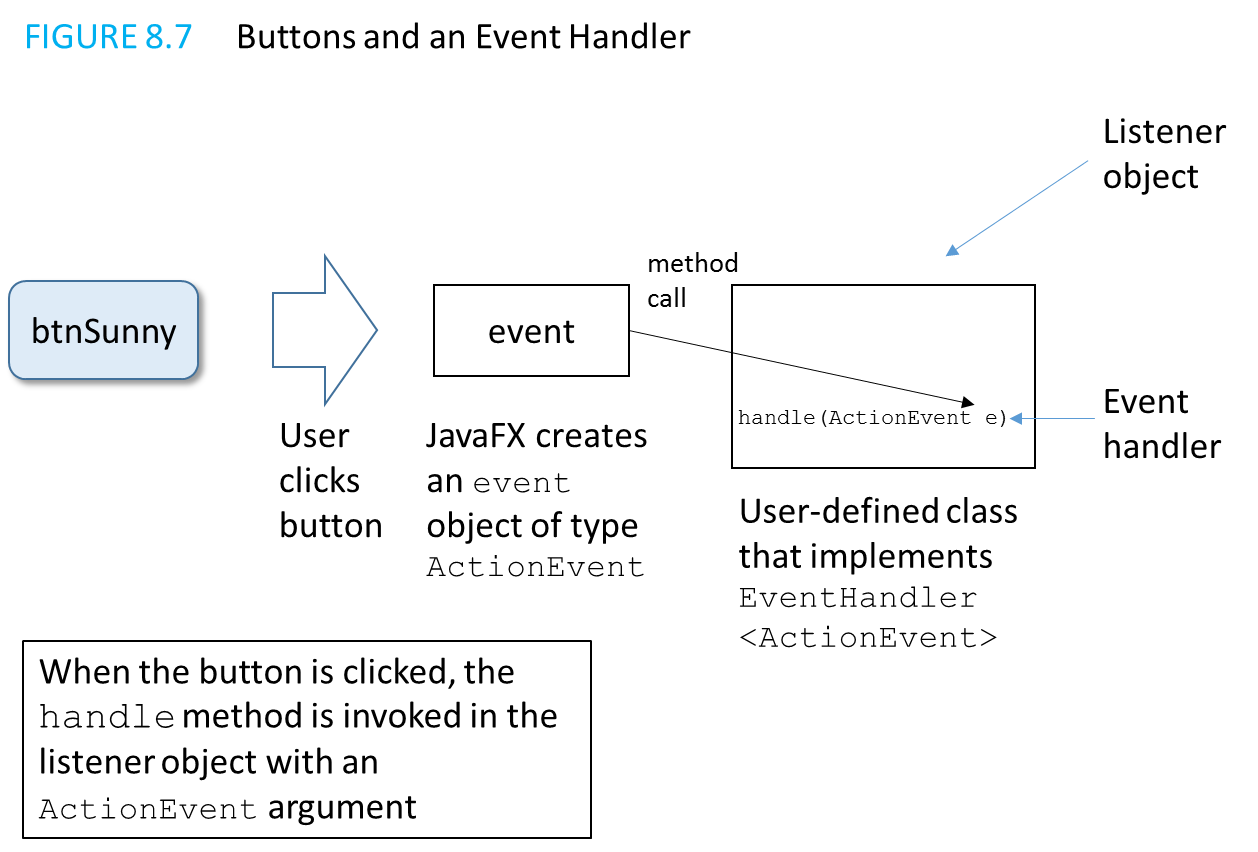 FIGURE 8.7 Buttons and an Event Handler
Listener
object
method
call
btnSunny
event
handle(ActionEvent e)
Event
handler
User
clicks
button
JavaFX creates
an event
object of type
ActionEvent
User-defined class
that implements
EventHandler
<ActionEvent>
When the button is clicked, the
handle method is invoked in the
listener object with an
ActionEvent argument